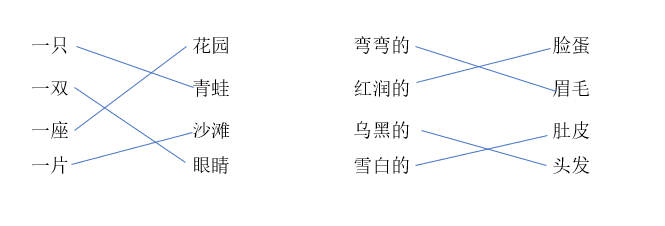 一只 花园 弯弯的 脸蛋
一双 青蛙 红润的 眉毛
一座 沙滩 乌黑的 肚皮
一片 眼睛 雪白的 头发